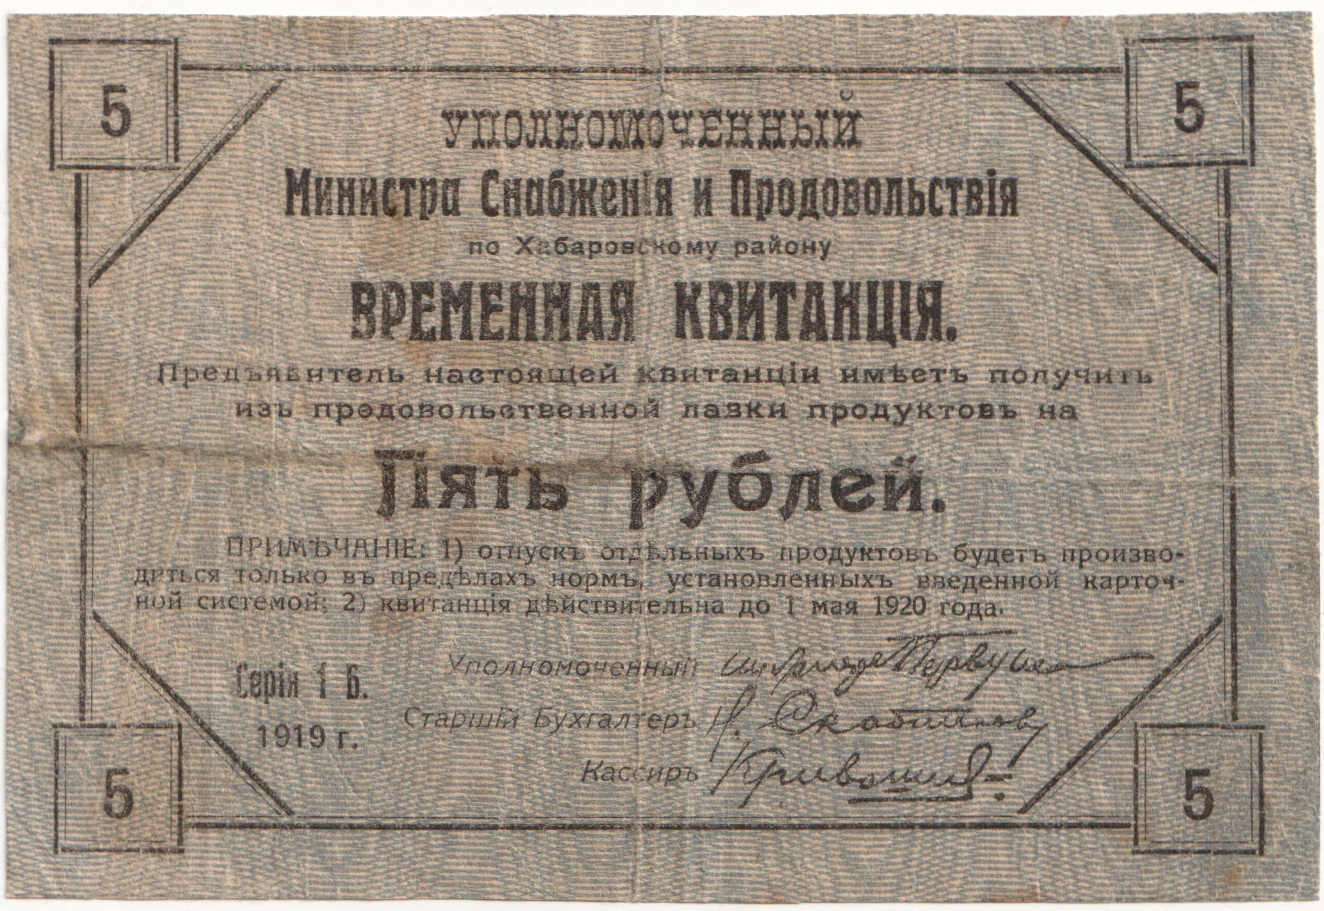 5 5
УПОЛНОМОЧЕННЫЙ
Министра Снабженія и Продовольствія
по Хабаровскому району
ВРЕМЕННАЯ КВИТАНЦІЯ.
Предъявитель настоящей квитанціи имѣетъ получить
изъ продовольственной лавки продуктовъ на
Пять рублей.
ПРИМѢЧАНІЕ: 1) отпускъ отдѣльныхъ продуктовъ будетъ произво-
диться только въ предѣлахъ нормъ, установленныхъ введенной карточ-
ной системой; 2) квитанція дѣйствительна до 1 мая 1920 года.
Уполномоченный
Серія 1 Б.
Старшій Бухгалтеръ
1919 г.
Кассиръ
5 5